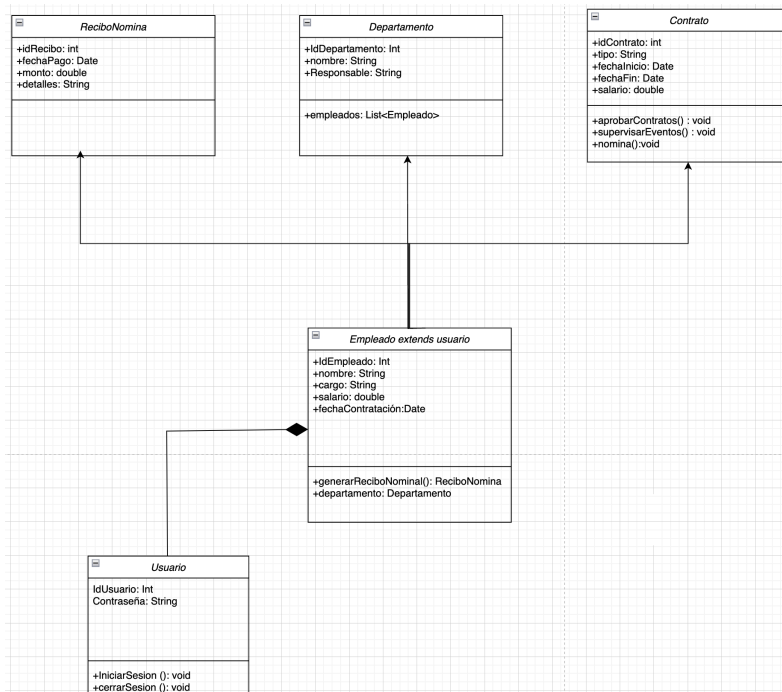 ReciboNomina
+idRecibo: int
+fechaPago: Date
+monto: double
+detalles: String
Departamento
+IdDepartamento: Int
+nombre: String
+Responsable: String
+empleados: List<Empleado>
Contrato
+idContrato: int
+tipo: String
+fechaInicio: Date
+fechaFin: Date
+salario: double
+aprobarContratos() : void
+supervisarEventos() : void
+nomina():void
Empleado extends usuario
+IdEmpleado: Int
+nombre: String
+cargo: String
+salario: double
+fechaContratación:Date
+generarReciboNominal(): ReciboNomina
+departamento: Departamento
Usuario
IdUsuario: Int
Contraseña: String
+IniciarSesion (): void
+cerrarSesion (): void